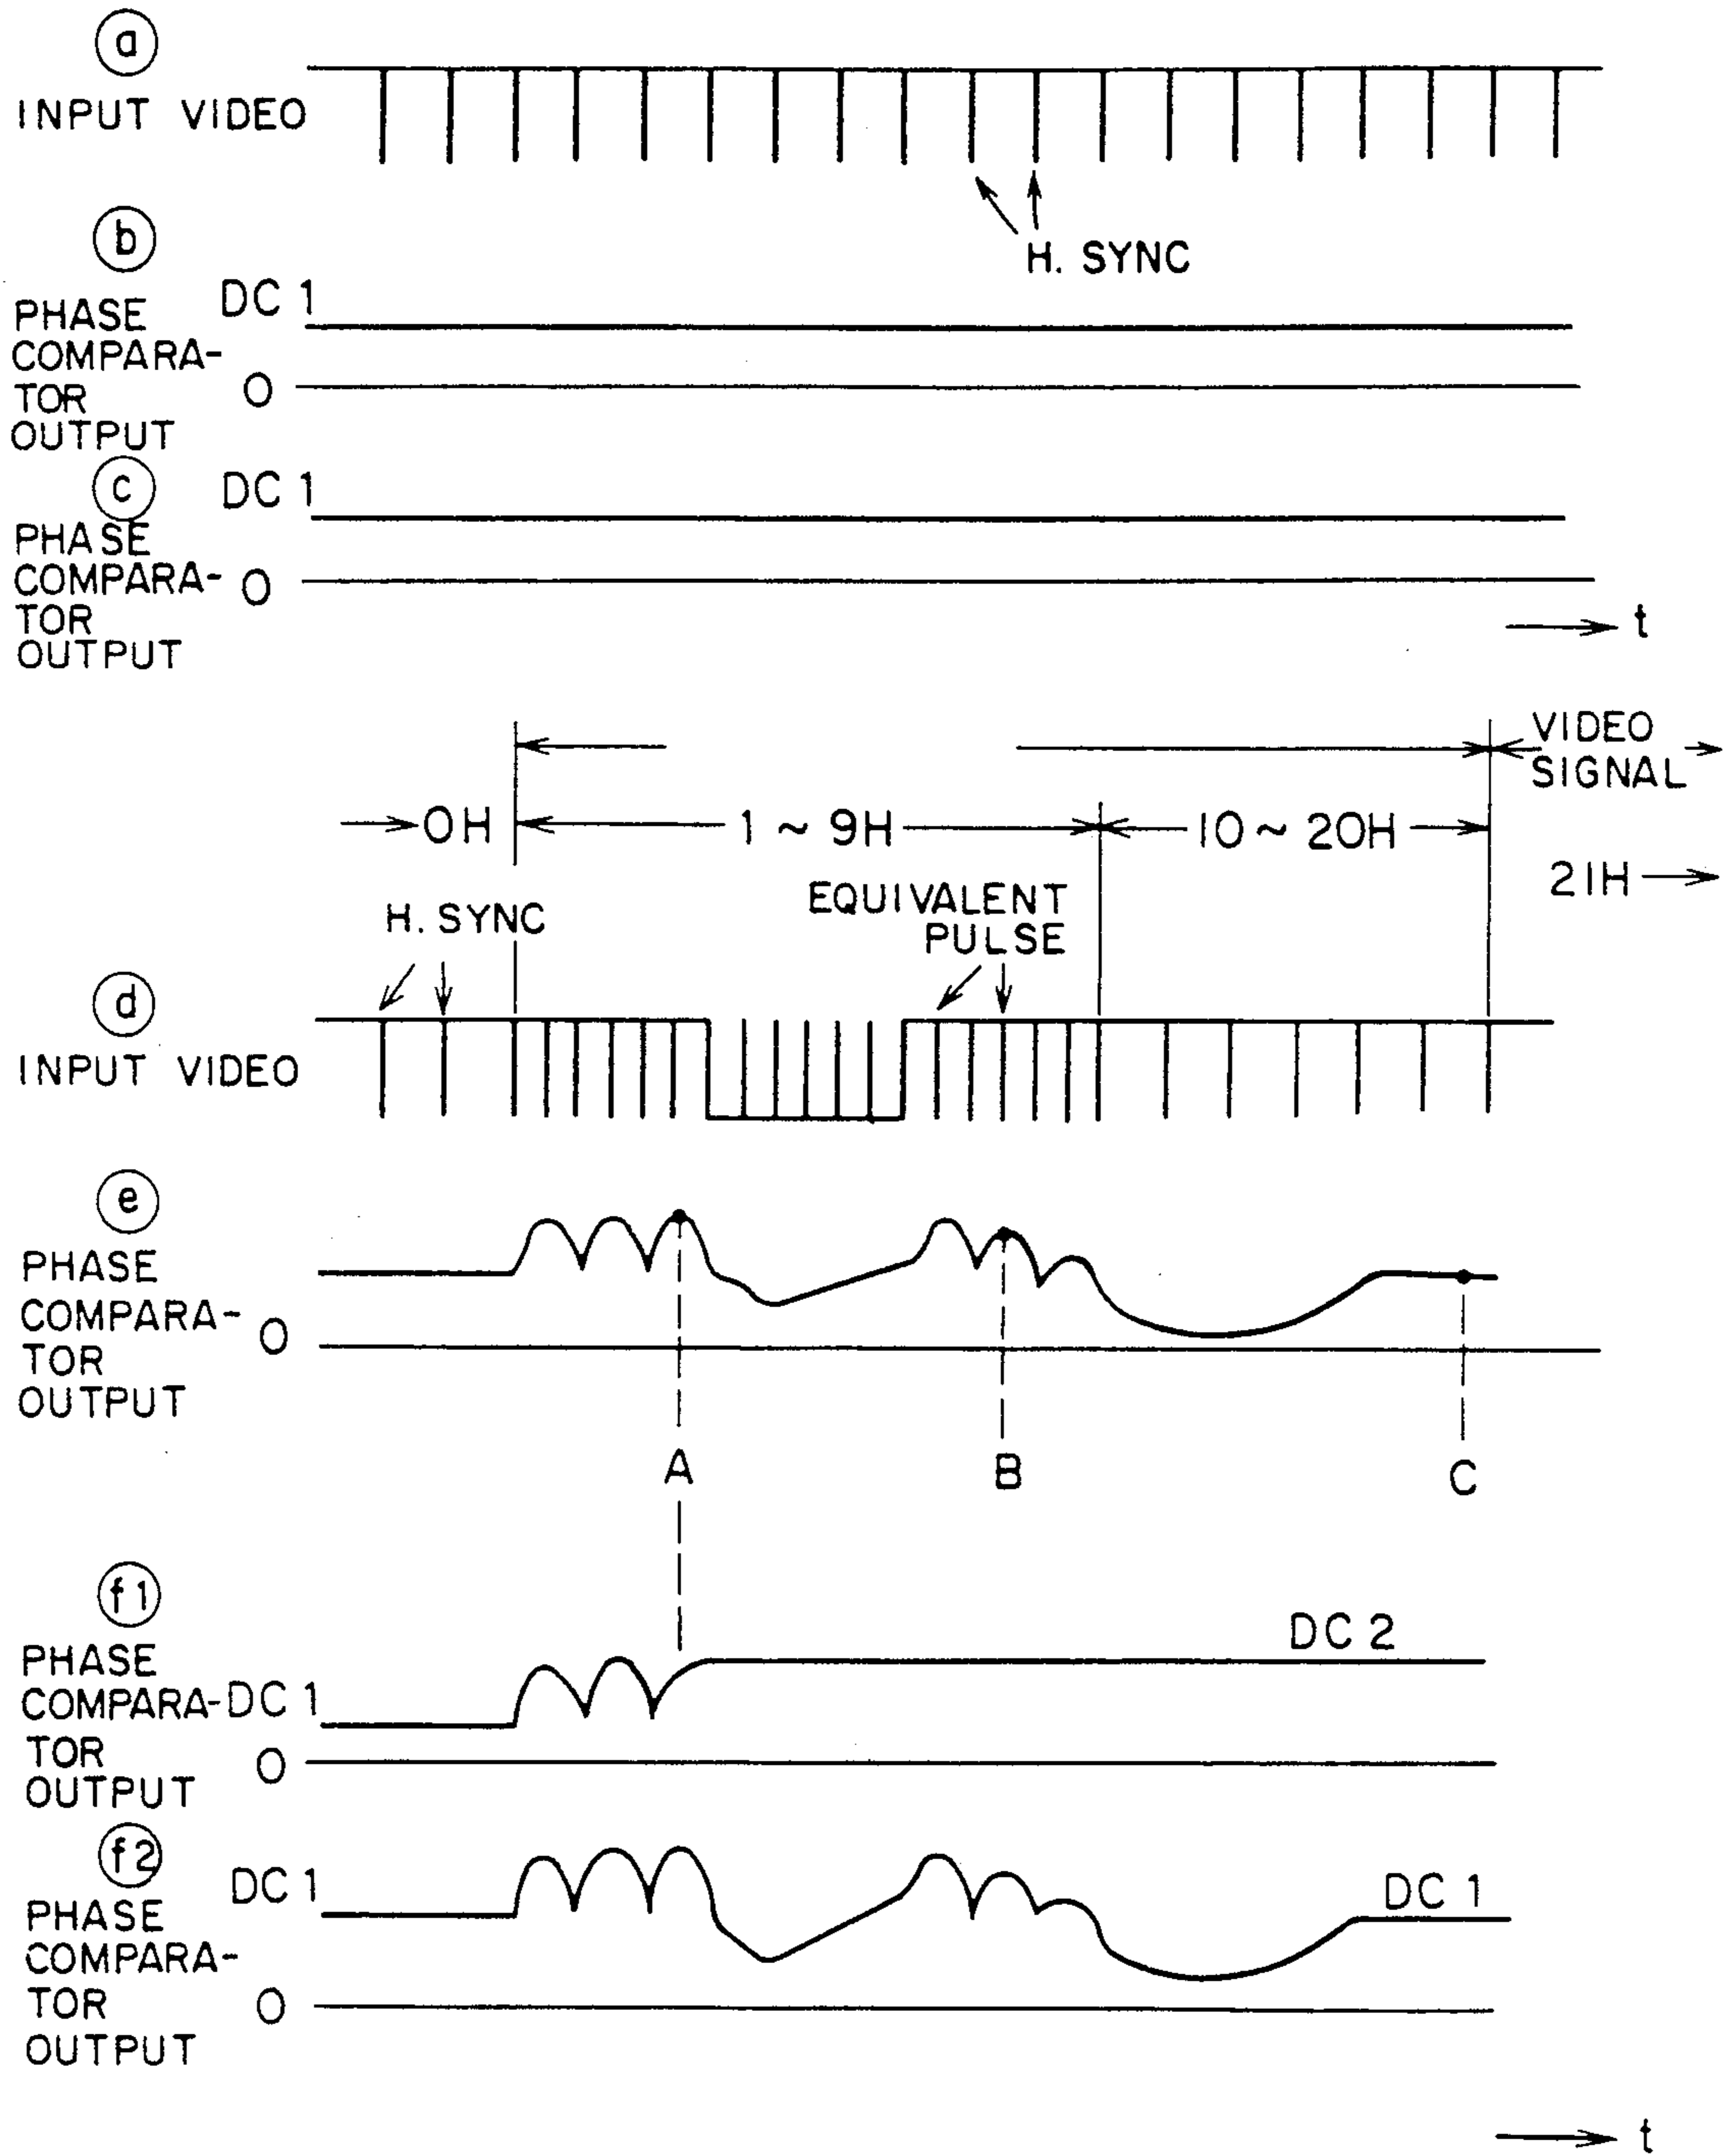 a
INPUT VIDEO
H. SYNC
b
DC 1
PHASE
COMPARA-
TOR
OUTPUT
0
c
DC 1
PHASE
COMPARA-
TOR
OUTPUT
0
t
VIDEO
SIGNAL
0H
1 ~ 9H
10 ~ 20H
21H
H. SYNC
EQUIVALENT
PULSE
d
INPUT VIDEO
e
PHASE
COMPARA-
TOR
OUTPUT
0
A
B
C
f1
DC 2
PHASE
COMPARA-
TOR
OUTPUT
DC 1
0
f2
DC 1
DC 1
PHASE
COMPARA-
TOR
OUTPUT
0
t